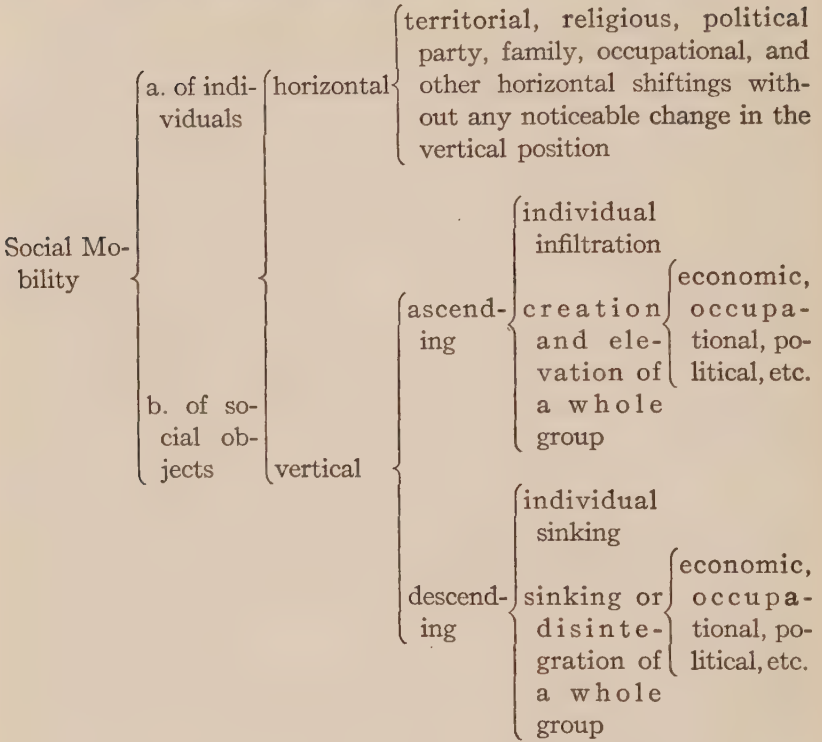 territorial, religious, political
party, family, occupational, and
other horizontal shiftings with-
out any noticeable change in the
vertical position
a. of indi-
viduals
horizontal
Social Mo-
bility
b. of so-
cial ob-
jects
vertical
ascend-
ing
individual
infiltration
creation
and ele-
vation of
a whole
group
economic,
occupa-
tional, po-
litical, etc.
descend-
ing
individual
sinking
sinking or
disinte-
gration of
a whole
group
economic,
occupa-
tional, po-
litical, etc.